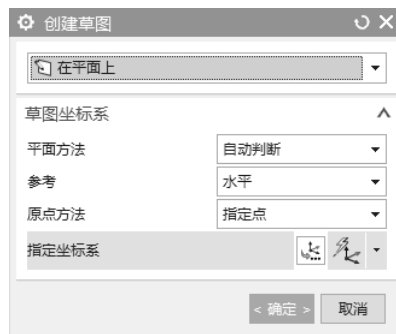 创建草图
在平面上
草图坐标系
平面方法 自动判断
参考 水平
原点方法 指定点
指定坐标系
< 确定 > 取消